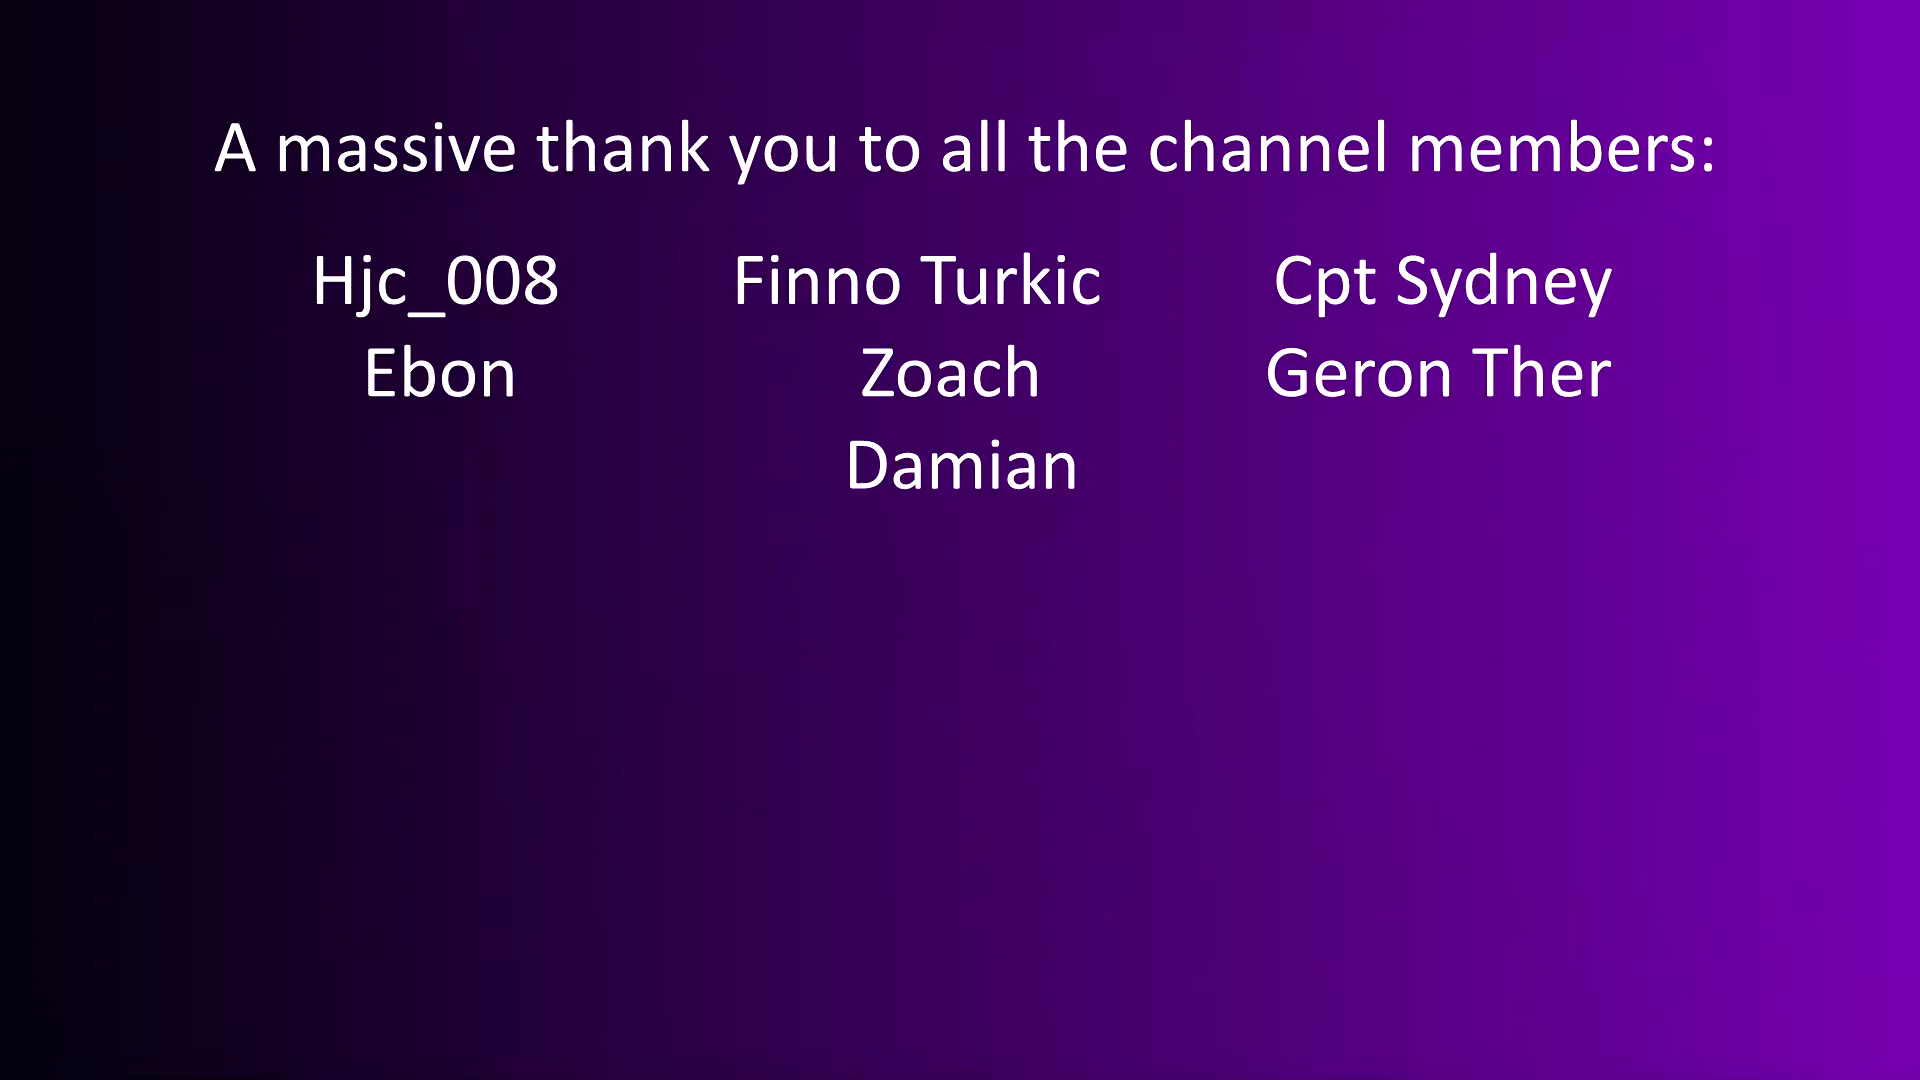 A massive thank you to all the channel members:
Hjc_008 Finno Turkic Cpt Sydney
Ebon Zoach Geron Ther
Damian